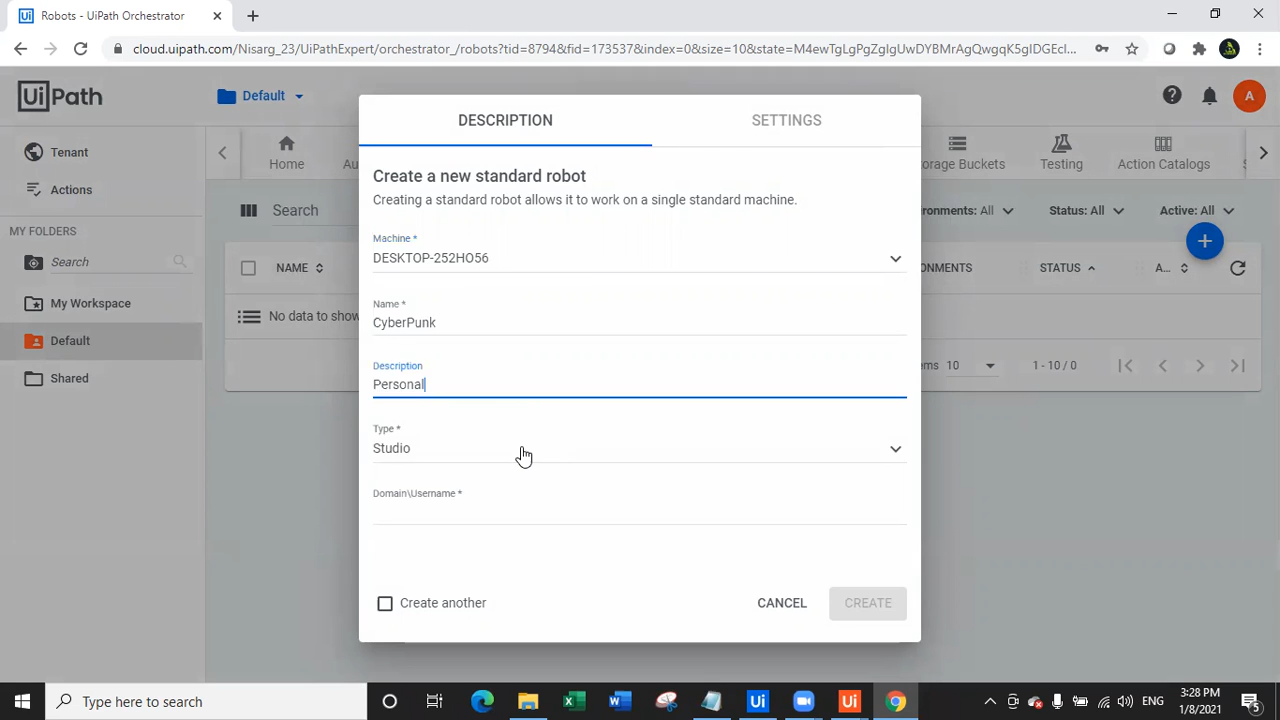 Robots - UiPath Orchestrator
cloud.uipath.com/Nisarg_23/UiPathExpert/orchestrator_/robots?tid=8794&fid=173537&index=0&size=10&state=M4ewTgLgPgZglgUwDYBMrAgQwgqK5gIDGEcI...
UiPath
Default
A
Tenant
Actions
MY FOLDERS
Search
My Workspace
Default
Shared
Home
Au
orage Buckets
Testing
Action Catalogs
Search
ronments: All
Status: All
Active: All
NAME
ONMENTS
STATUS
A...
No data to show
ems
10
1 - 10 / 0
DESCRIPTION
SETTINGS
Create a new standard robot
Creating a standard robot allows it to work on a single standard machine.
Machine *
DESKTOP-252HO56
Name *
CyberPunk
Description
Personal
Type *
Studio
Domain\Username *
Create another
CANCEL
CREATE
Type here to search
ENG
3:28 PM
1/8/2021
5